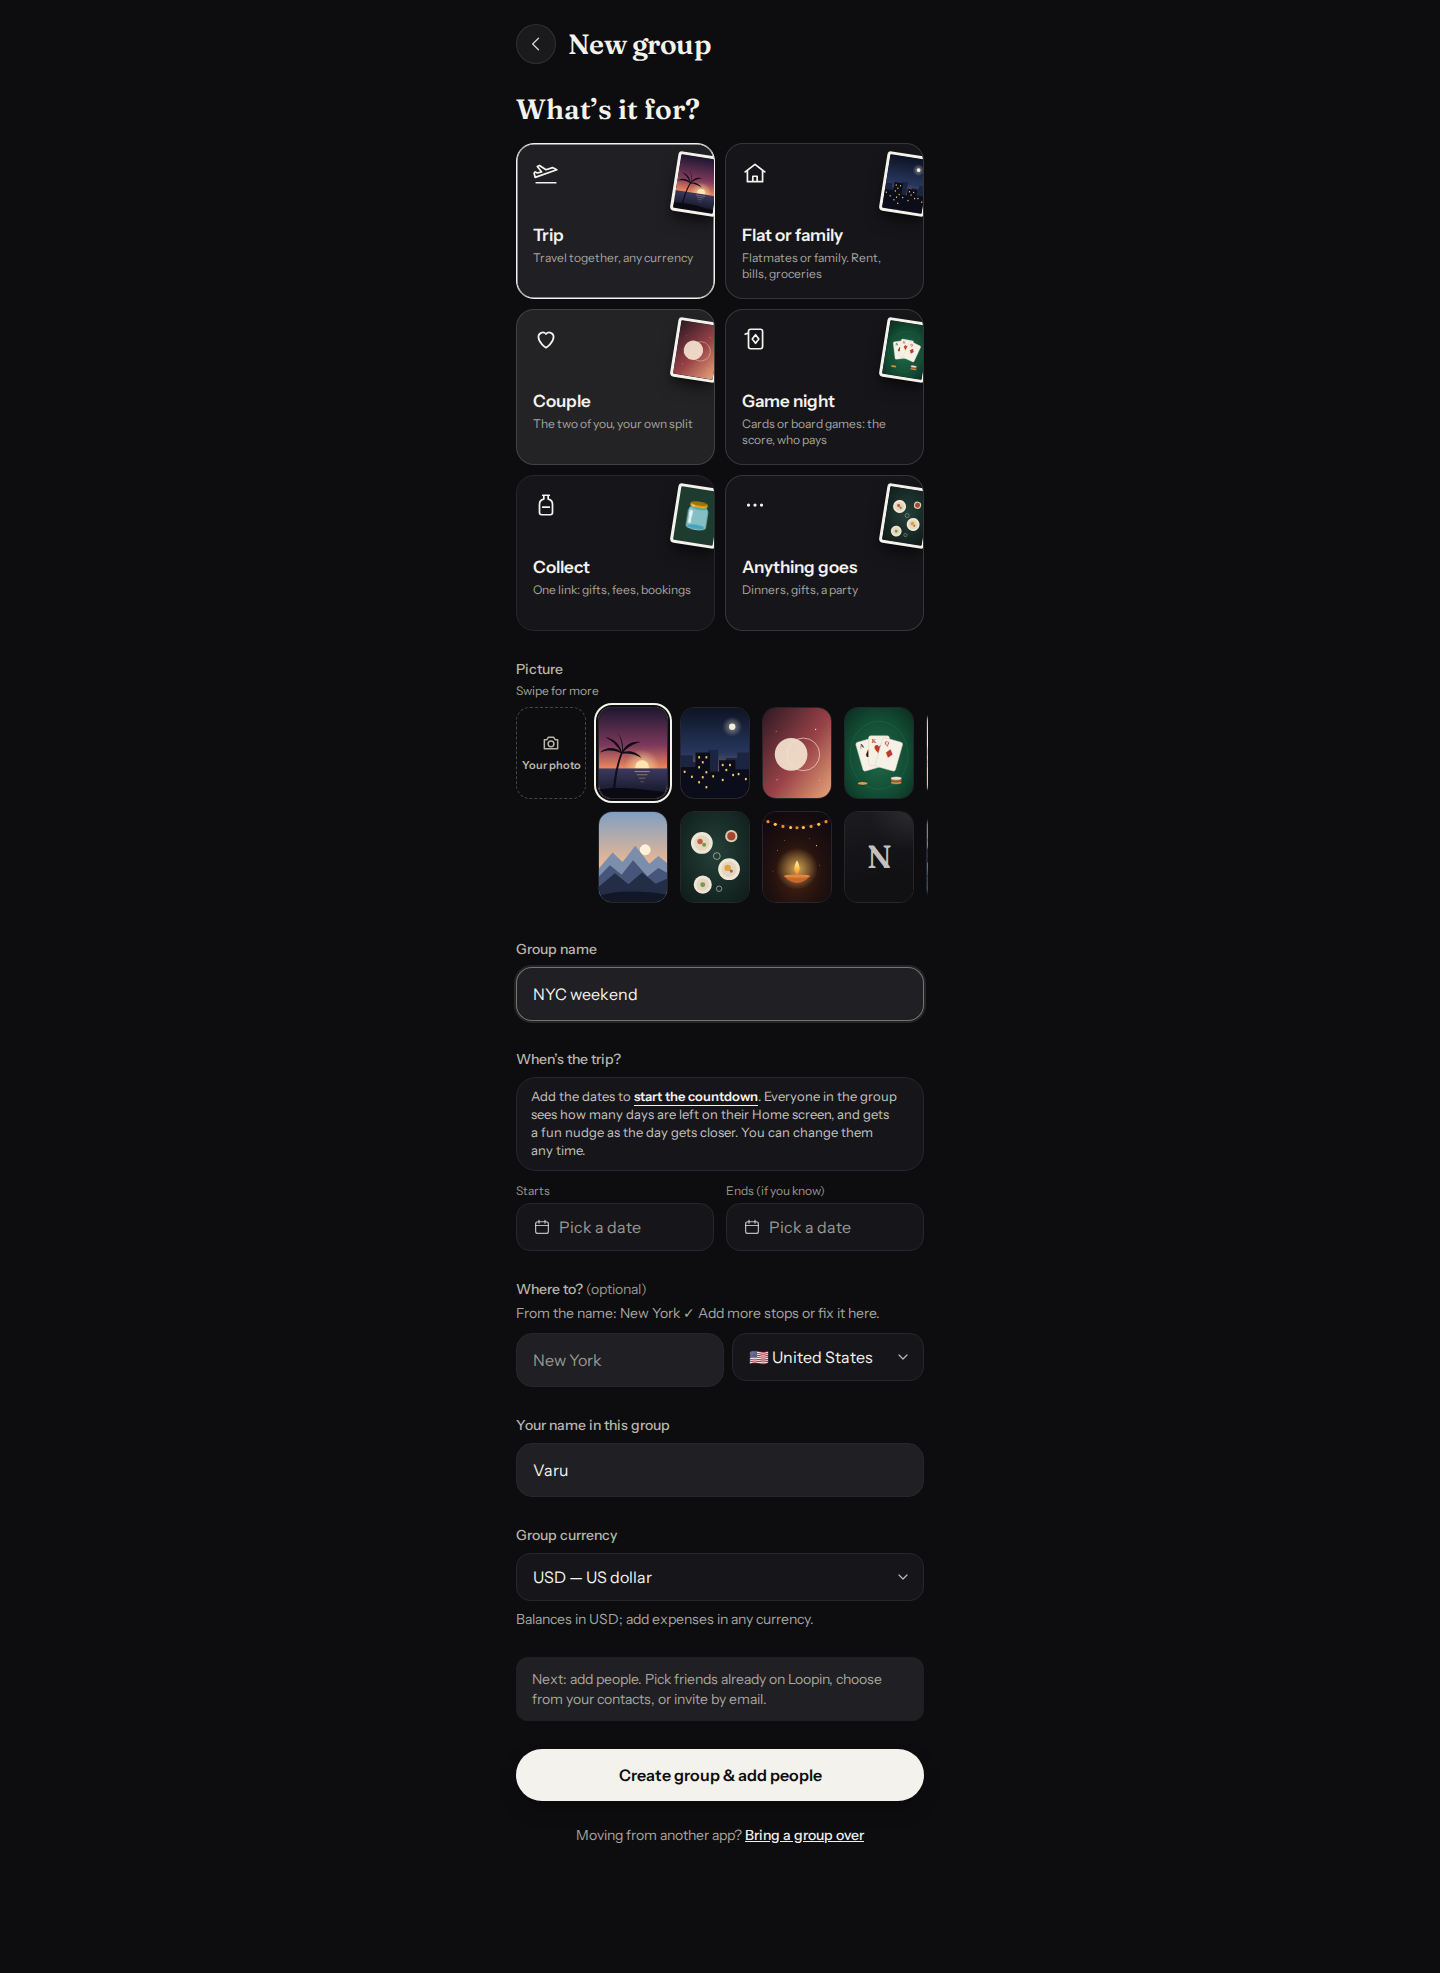 New group
What's it for?
Trip
Travel together, any currency
Flat or family
Flatmates or family. Rent,
bills, groceries
Couple
The two of you, your own split
Game night
Cards or board games: the
score, who pays
Collect
One link: gifts, fees, bookings
Anything goes
Dinners, gifts, a party
Picture
Swipe for more
Your photo
A K Q
N
Group name
NYC weekend
When's the trip?
Add the dates to start the countdown. Everyone in the group
sees how many days are left on their Home screen, and gets
a fun nudge as the day gets closer. You can change them
any time.
Starts
Ends (if you know)
Pick a date
Pick a date
Where to? (optional)
From the name: New York ✓ Add more stops or fix it here.
New York
🇺🇸 United States
Your name in this group
Varu
Group currency
USD — US dollar
Balances in USD; add expenses in any currency.
Next: add people. Pick friends already on Loopin, choose
from your contacts, or invite by email.
Create group & add people
Moving from another app? Bring a group over